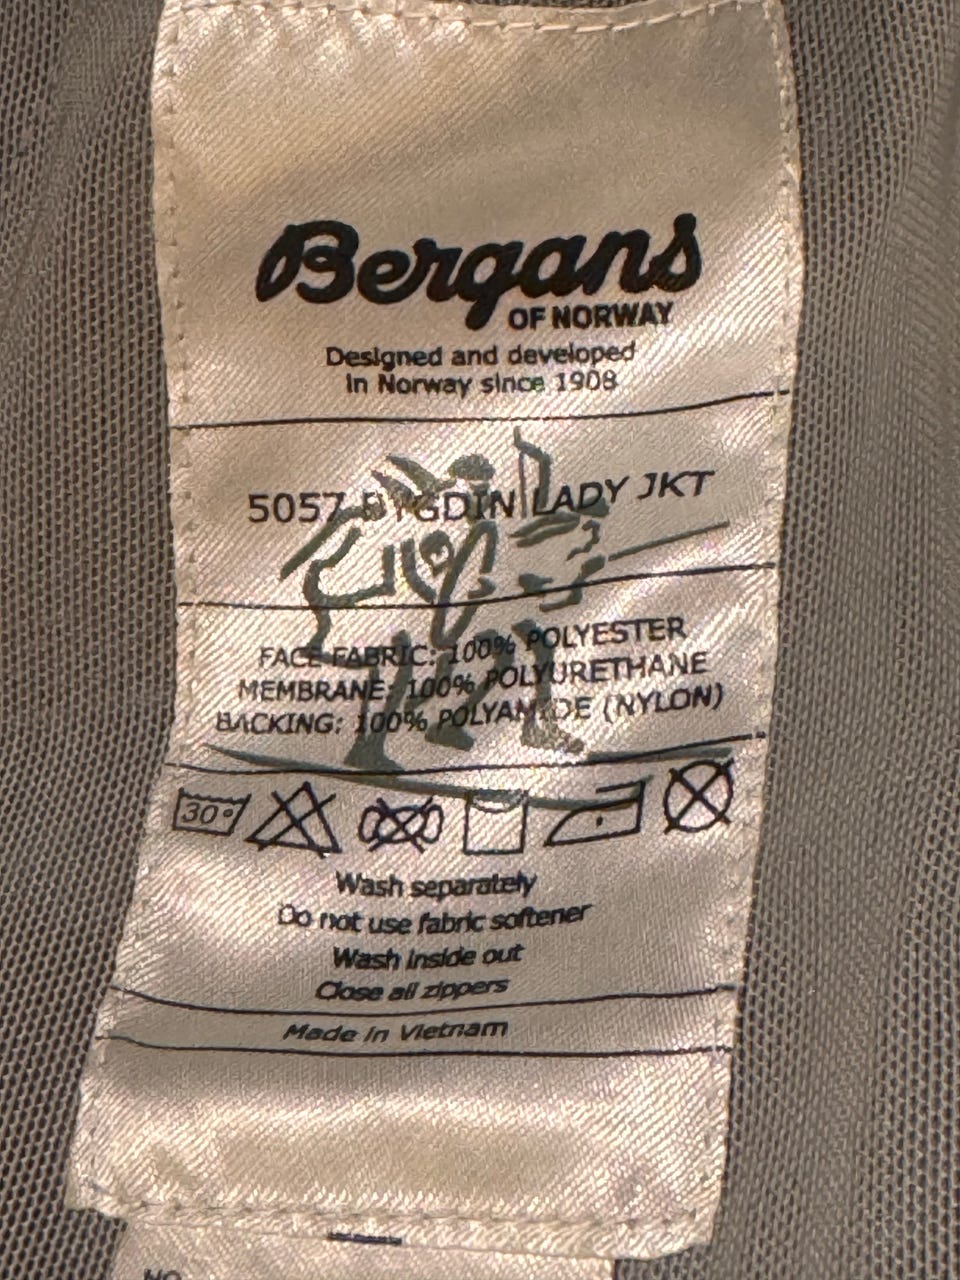 Bergans
OF NORWAY
Designed and developed
in Norway since 1908
5057 BYGDIN LADY JKT
FACE FABRIC: 100% POLYESTER
MEMBRANE: 100% POLYURETHANE
BACKING: 100% POLYAMIDE (NYLON)
30°
Wash separately
Do not use fabric softener
Wash inside out
Close all zippers
Made in Vietnam